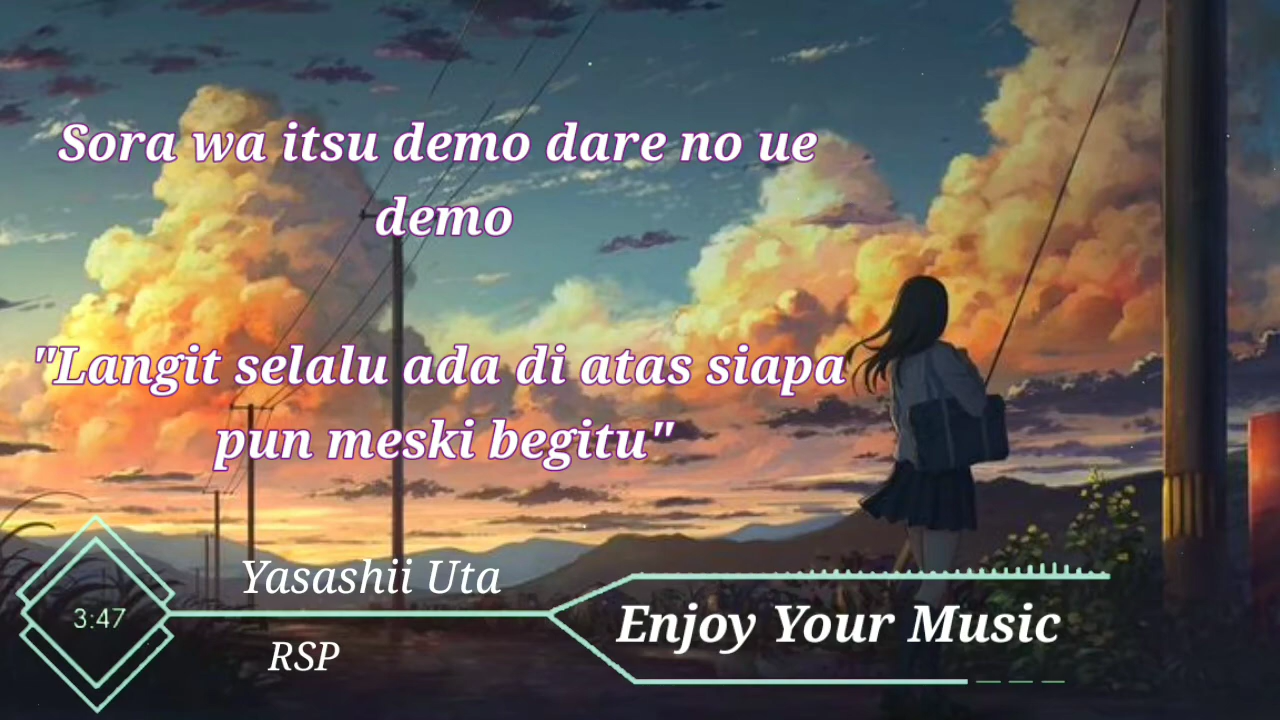 Sora wa itsu demo dare no ue
demo
"Langit selalu ada di atas siapa
pun meski begitu"
Yasashii Uta
3:47
Enjoy Your Music
RSP